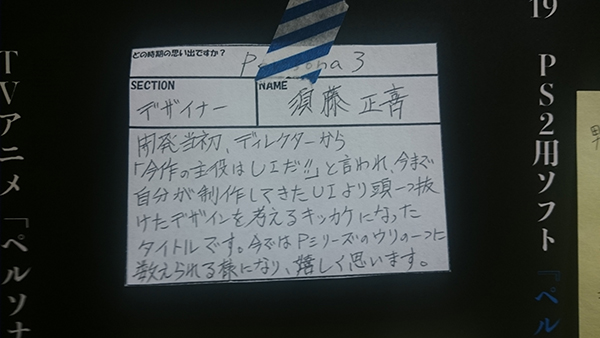 どの時期の思い出ですか?
Persona 3
SECTION
デザイナー
NAME
須藤 正喜
開発当初、ディレクターから
「今作の主役はUIだ!!」と言われ、今まで
自分が制作してきたUIより頭一つ抜
けたデザインを考えるキッカケになった
タイトルです。今ではPシリーズのウリの一つに
数えられる様になり、嬉しく思います。
19 PS2用ソフト『ペル
TVアニメ「ペルソナ